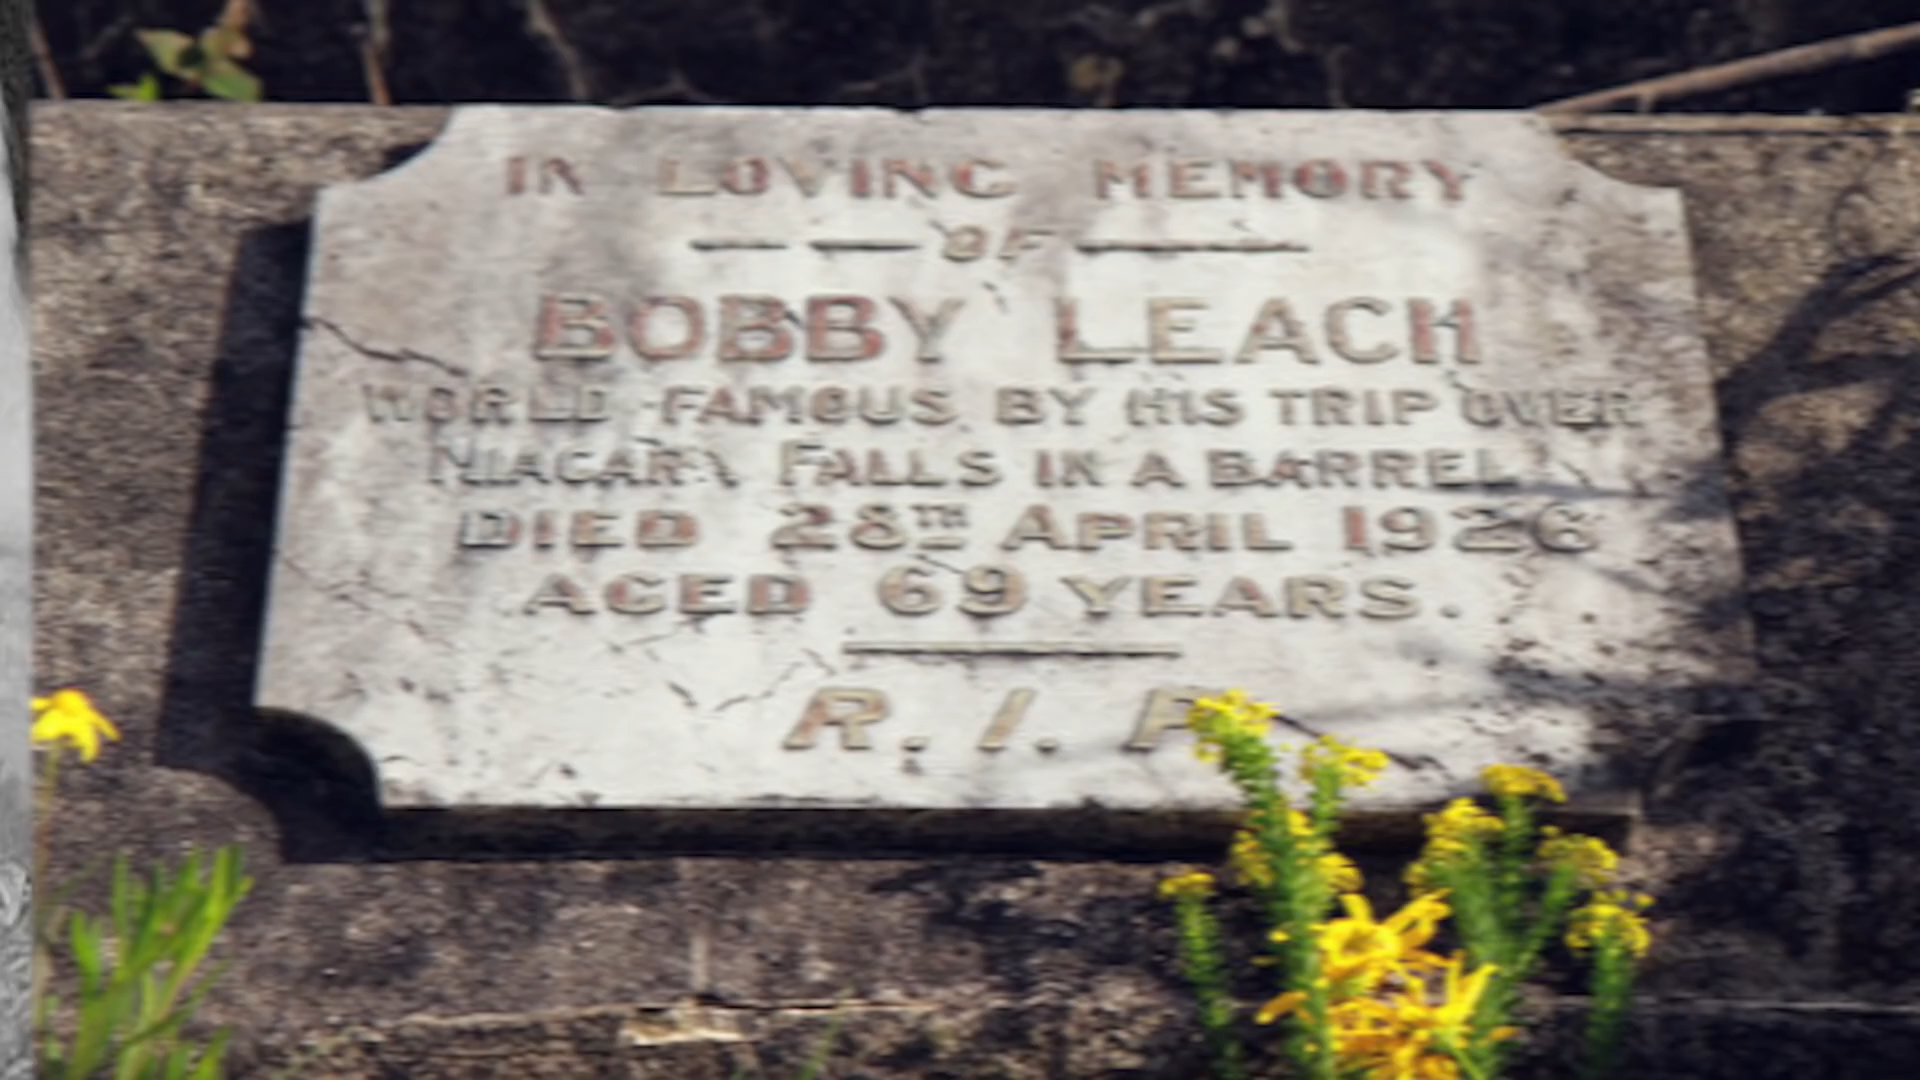 IN LOVING MEMORY
OF
BOBBY LEACH
WORLD FAMOUS BY HIS TRIP OVER
NIAGARA FALLS IN A BARREL
DIED 28TH APRIL 1926
AGED 69 YEARS.
R. I. P